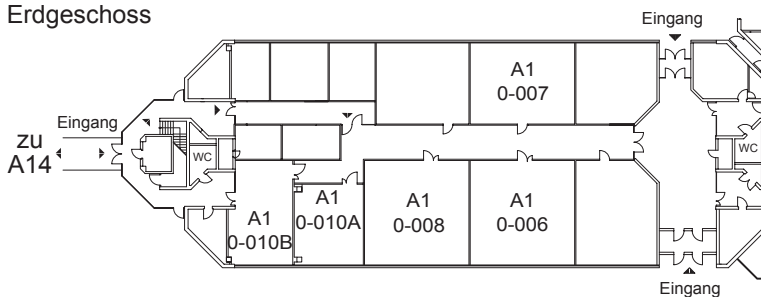 Erdgeschoss
Eingang
A1
0-007
Eingang
zu
A14
WC
WC
A1
0-010B
A1
0-010A
A1
0-008
A1
0-006
Eingang